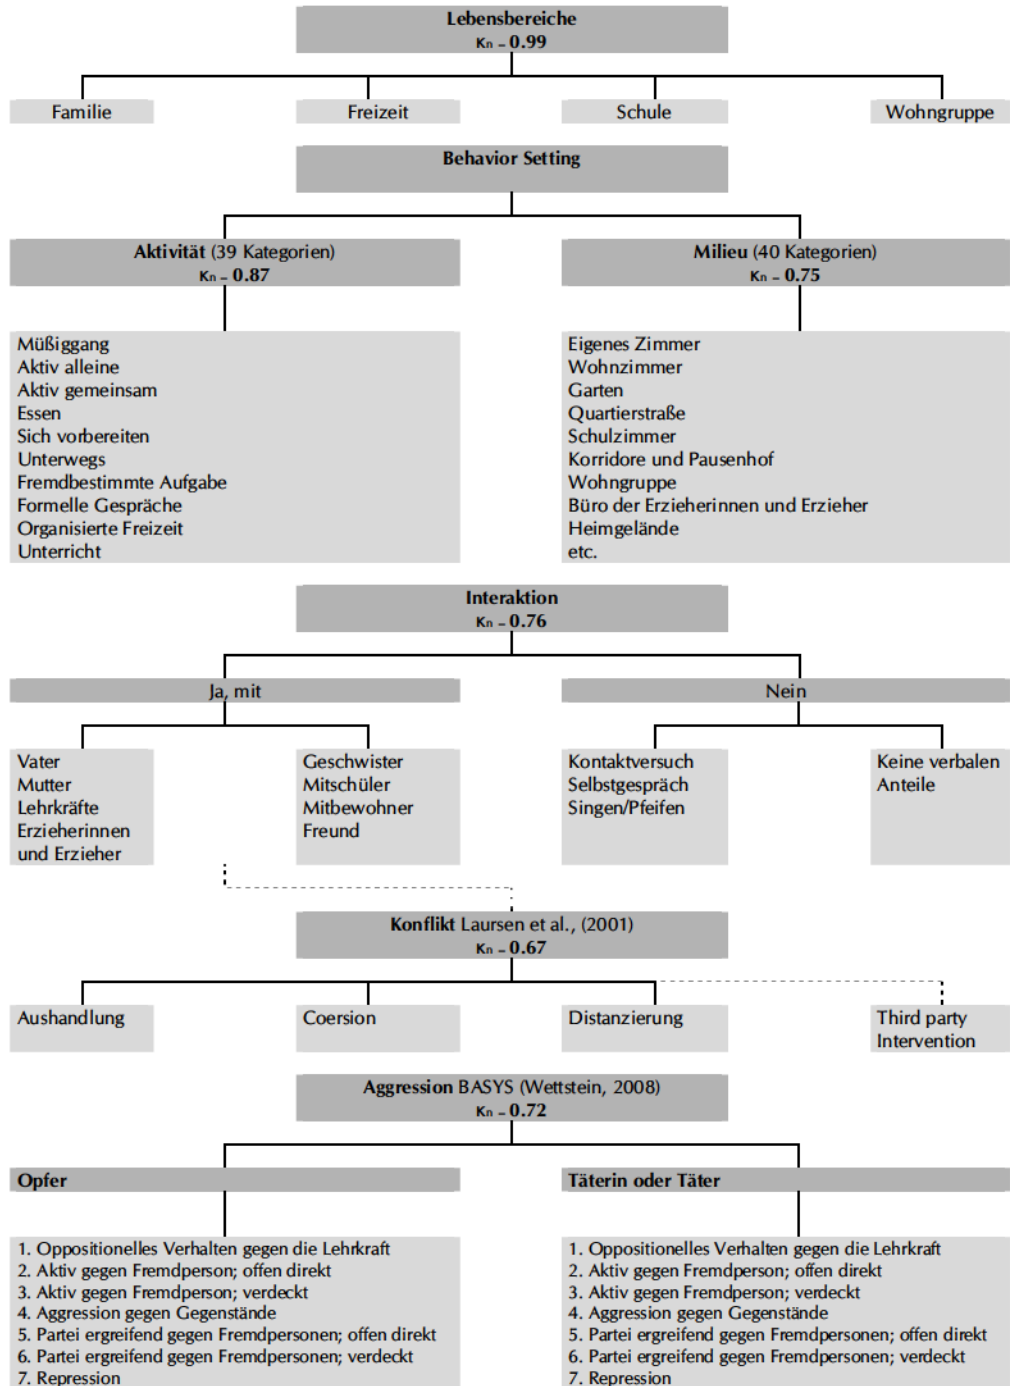 Lebensbereiche
κn – 0.99
Familie
Freizeit
Schule
Wohngruppe
Behavior Setting
Aktivität (39 Kategorien)
κn – 0.87
Milieu (40 Kategorien)
κn – 0.75
Müßiggang
Aktiv alleine
Aktiv gemeinsam
Essen
Sich vorbereiten
Unterwegs
Fremdbestimmte Aufgabe
Formelle Gespräche
Organisierte Freizeit
Unterricht
Eigenes Zimmer
Wohnzimmer
Garten
Quartierstraße
Schulzimmer
Korridore und Pausenhof
Wohngruppe
Büro der Erzieherinnen und Erzieher
Heimgelände
etc.
Interaktion
κn – 0.76
Ja, mit
Nein
Vater
Mutter
Lehrkräfte
Erzieherinnen
und Erzieher
Geschwister
Mitschüler
Mitbewohner
Freund
Kontaktversuch
Selbstgespräch
Singen/Pfeifen
Keine verbalen
Anteile
Konflikt Laursen et al., (2001)
κn – 0.67
Aushandlung
Coersion
Distanzierung
Third party
Intervention
Aggression BASYS (Wettstein, 2008)
κn – 0.72
Opfer
Täterin oder Täter
1. Oppositionelles Verhalten gegen die Lehrkraft
2. Aktiv gegen Fremdperson; offen direkt
3. Aktiv gegen Fremdperson; verdeckt
4. Aggression gegen Gegenstände
5. Partei ergreifend gegen Fremdpersonen; offen direkt
6. Partei ergreifend gegen Fremdpersonen; verdeckt
7. Repression
1. Oppositionelles Verhalten gegen die Lehrkraft
2. Aktiv gegen Fremdperson; offen direkt
3. Aktiv gegen Fremdperson; verdeckt
4. Aggression gegen Gegenstände
5. Partei ergreifend gegen Fremdpersonen; offen direkt
6. Partei ergreifend gegen Fremdpersonen; verdeckt
7. Repression